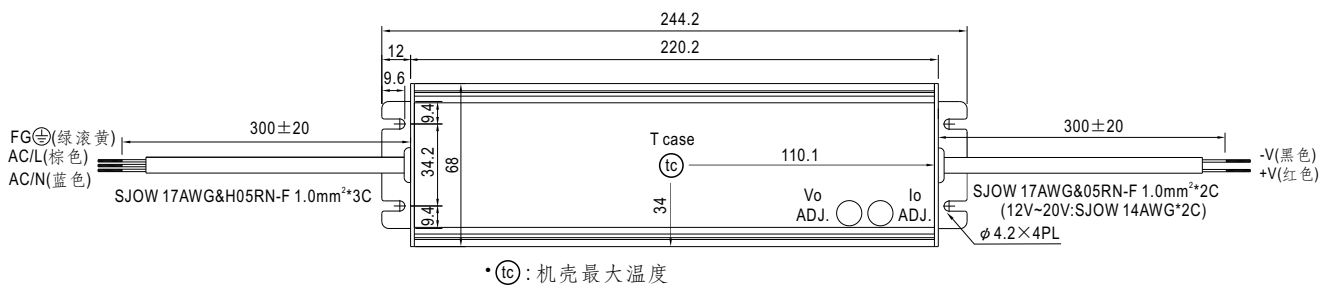 244.2
12
220.2
9.6
9.4
300±20
300±20
FG(绿滚黄)
T case
AC/L(棕色)
34.2
68
tc
110.1
-V(黑色)
AC/N(蓝色)
+V(红色)
SJOW 17AWG&H05RN-F 1.0mm²*3C
SJOW 17AWG&05RN-F 1.0mm²*2C
34
Vo
Io
(12V~20V:SJOW 14AWG*2C)
9.4
ADJ.
ADJ.
φ4.2×4PL
•tc:机壳最大温度